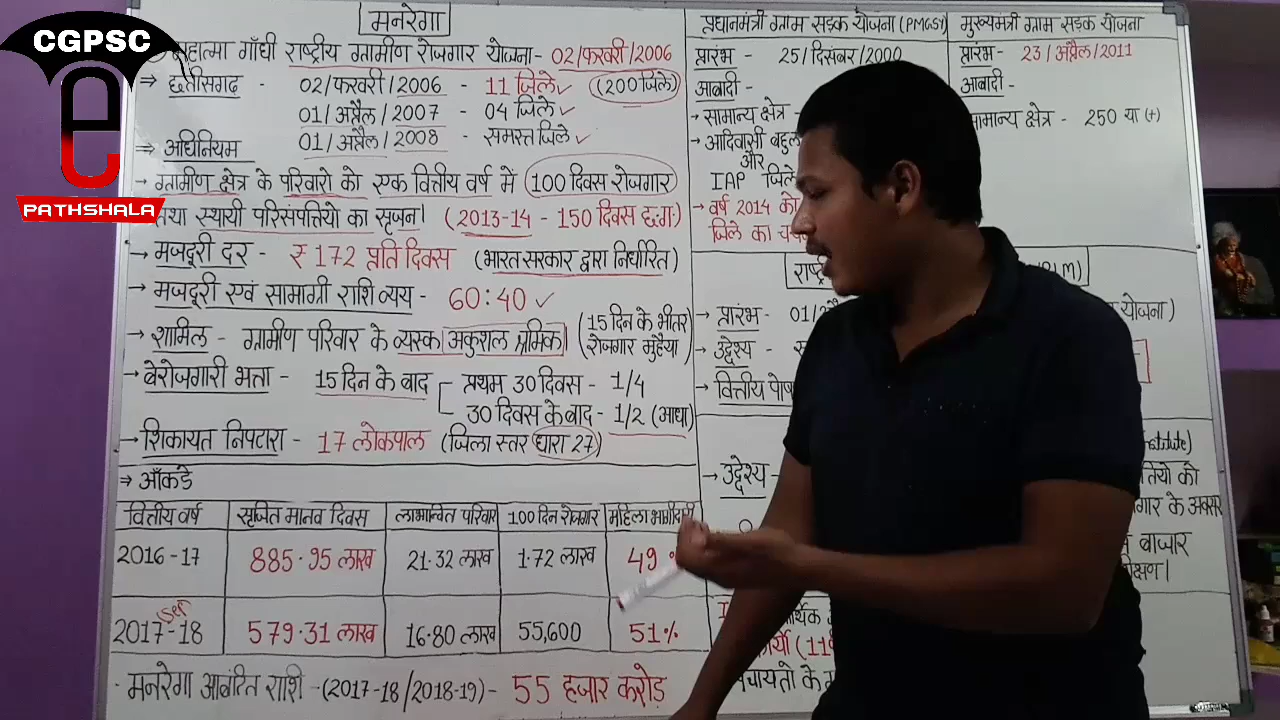 CGPSC
e
PATHSHALA
मनरेगा
महात्मा गाँधी राष्ट्रीय ग्रामीण रोजगार योजना- 02/फरवरी/2006
⇒ छत्तीसगढ़ - 02/फरवरी/2006 - 11 जिले ✓ (200 जिले)
01/अप्रैल/2007 - 04 जिले ✓
01/अप्रैल/2008 - समस्त जिले ✓
⇒ अधिनियम
→ ग्रामीण क्षेत्र के परिवारो को एक वित्तीय वर्ष मे 100 दिवस रोजगार
तथा स्थायी परिसंपत्तियो का सृजन। (2013-14 - 150 दिवस छ.ग.)
→ मजदूरी दर - ₹ 172 प्रति दिवस (भारत सरकार द्वारा निर्धारित)
→ मजदूरी एवं सामाग्री राशि व्यय - 60:40 ✓
→ शामिल - ग्रामीण परिवार के व्यस्क अकुशल श्रमिक (15 दिन के भीतर रोजगार मुहैया)
→ बेरोजगारी भत्ता - 15 दिन के बाद
प्रथम 30 दिवस - 1/4
30 दिवस के बाद - 1/2 (आधा)
→ शिकायत निपटारा - 17 लोकपाल (जिला स्तर धारा 27)
⇒ आँकडे
वित्तीय वर्ष सृजित मानव दिवस लाभान्वित परिवार 100 दिन रोजगार महिला भागीदारी
2016-17 885.95 लाख 21.32 लाख 1.72 लाख 49
2017-18 579.31 लाख 16.80 लाख 55,600 51%
- मनरेगा आबंटित राशि -(2017-18/2018-19)- 55 हजार करोड़
प्रधानमंत्री ग्राम सड़क योजना (PMGSY)
प्रारंभ - 25/दिसंबर/2000
आबादी -
→ सामान्य क्षेत्र -
→ आदिवासी बहुल
और
IAP जिले
→ वर्ष 2014 को
जिले का
मुख्यमंत्री ग्राम सड़क योजना
प्रारंभ- 23/अप्रैल/2011
आबादी -
सामान्य क्षेत्र - 250 या (+)
→ प्रारंभ - 01/
योजना)
→ उद्देश्य -
→ वित्तीय
→ उद्देश्य -
को
के अवसर
बाजार